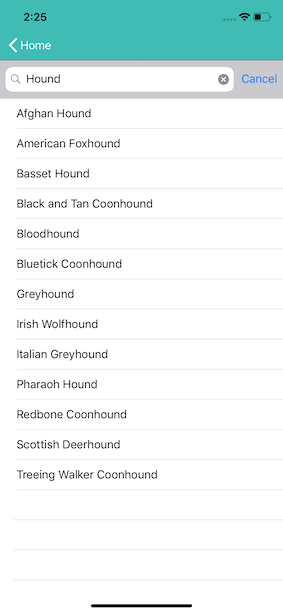 2:25
Home
Hound
Cancel
Afghan Hound
American Foxhound
Basset Hound
Black and Tan Coonhound
Bloodhound
Bluetick Coonhound
Greyhound
Irish Wolfhound
Italian Greyhound
Pharaoh Hound
Redbone Coonhound
Scottish Deerhound
Treeing Walker Coonhound